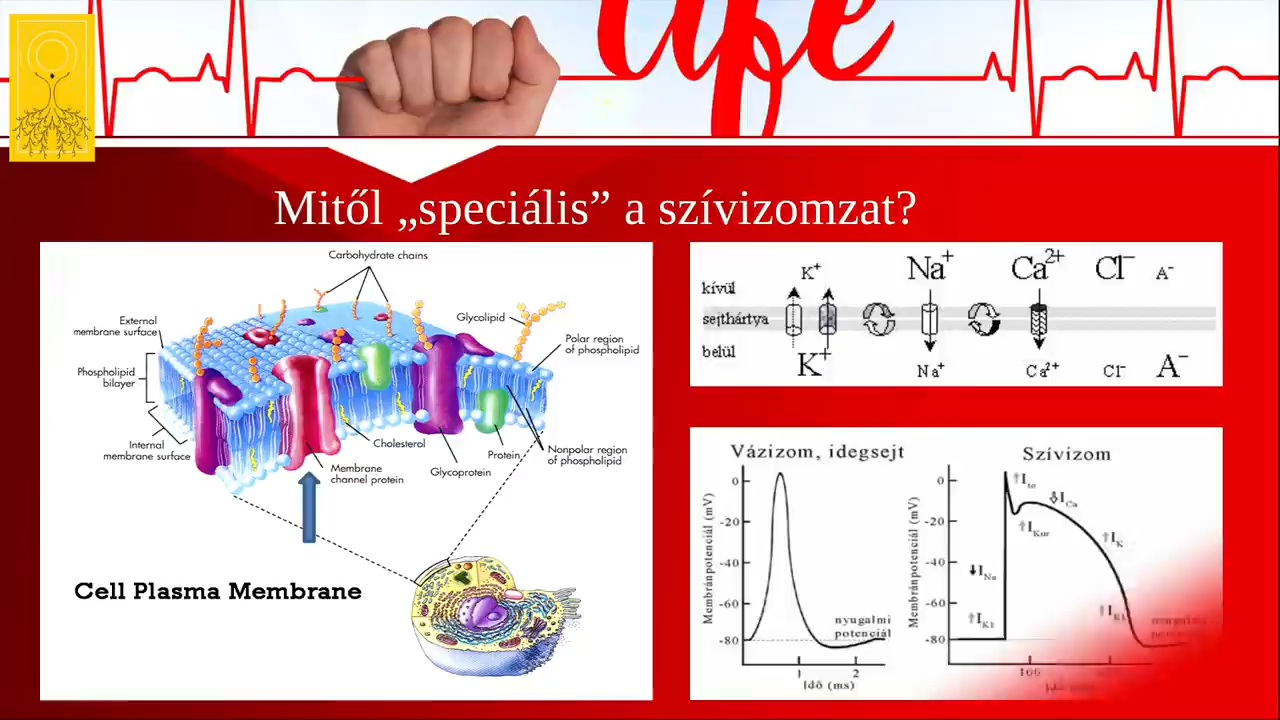 life
Mitől „speciális” a szívizomzat?
Carbohydrate chains
External
membrane surface
Glycolipid
Polar region
of phospholipid
Phospholipid
bilayer
Internal
membrane surface
Cholesterol
Protein
Nonpolar region
of phospholipid
Membrane
channel protein
Glycoprotein
Cell Plasma Membrane
K⁺ Na⁺ Ca²⁺ Cl⁻ A⁻
kívül
sejthártya
belül
K⁺ Na⁺ Ca²⁺ Cl⁻ A⁻
Vázizom, idegsejt
Membránpotenciál (mV)
0
-20
-40
-60
-80
nyugalmi
potenciál
1 2
Idő (ms)
Szívizom
Membránpotenciál (mV)
0
-20
-40
-60
-80
↑Ito
⇩ICa
↑IKur
↑IK
↓INa
↑IK1
↑IK1
100